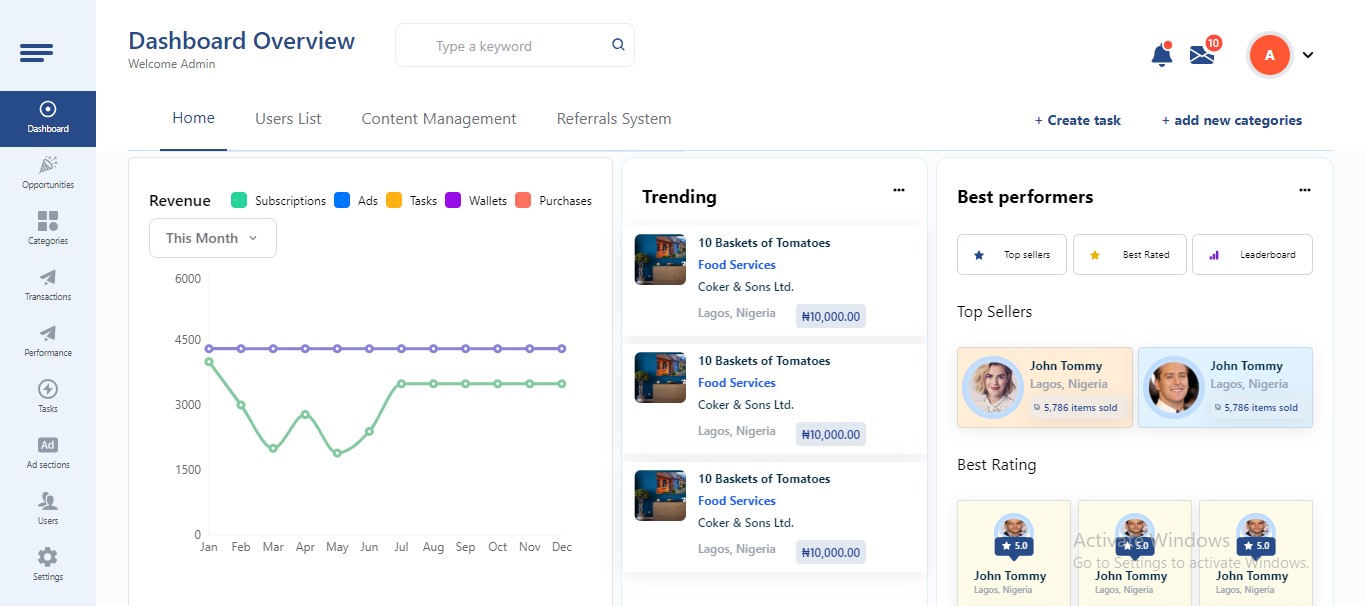 Dashboard Overview
Welcome Admin
Type a keyword
10
A
Dashboard
Opportunities
Categories
Transactions
Performance
Tasks
Ad
Ad sections
Users
Settings
Home Users List Content Management Referrals System
+ Create task + add new categories
Revenue Subscriptions Ads Tasks Wallets Purchases
This Month
6000
4500
3000
1500
0
Jan Feb Mar Apr May Jun Jul Aug Sep Oct Nov Dec
Trending
10 Baskets of Tomatoes
Food Services
Coker & Sons Ltd.
Lagos, Nigeria ₦10,000.00
10 Baskets of Tomatoes
Food Services
Coker & Sons Ltd.
Lagos, Nigeria ₦10,000.00
10 Baskets of Tomatoes
Food Services
Coker & Sons Ltd.
Lagos, Nigeria ₦10,000.00
Best performers
Top sellers Best Rated Leaderboard
Top Sellers
John Tommy
Lagos, Nigeria
5,786 items sold
John Tommy
Lagos, Nigeria
5,786 items sold
Best Rating
5.0
John Tommy
Lagos, Nigeria
5.0
John Tommy
Lagos, Nigeria
5.0
John Tommy
Lagos, Nigeria
Activate Windows
Go to Settings to activate Windows.